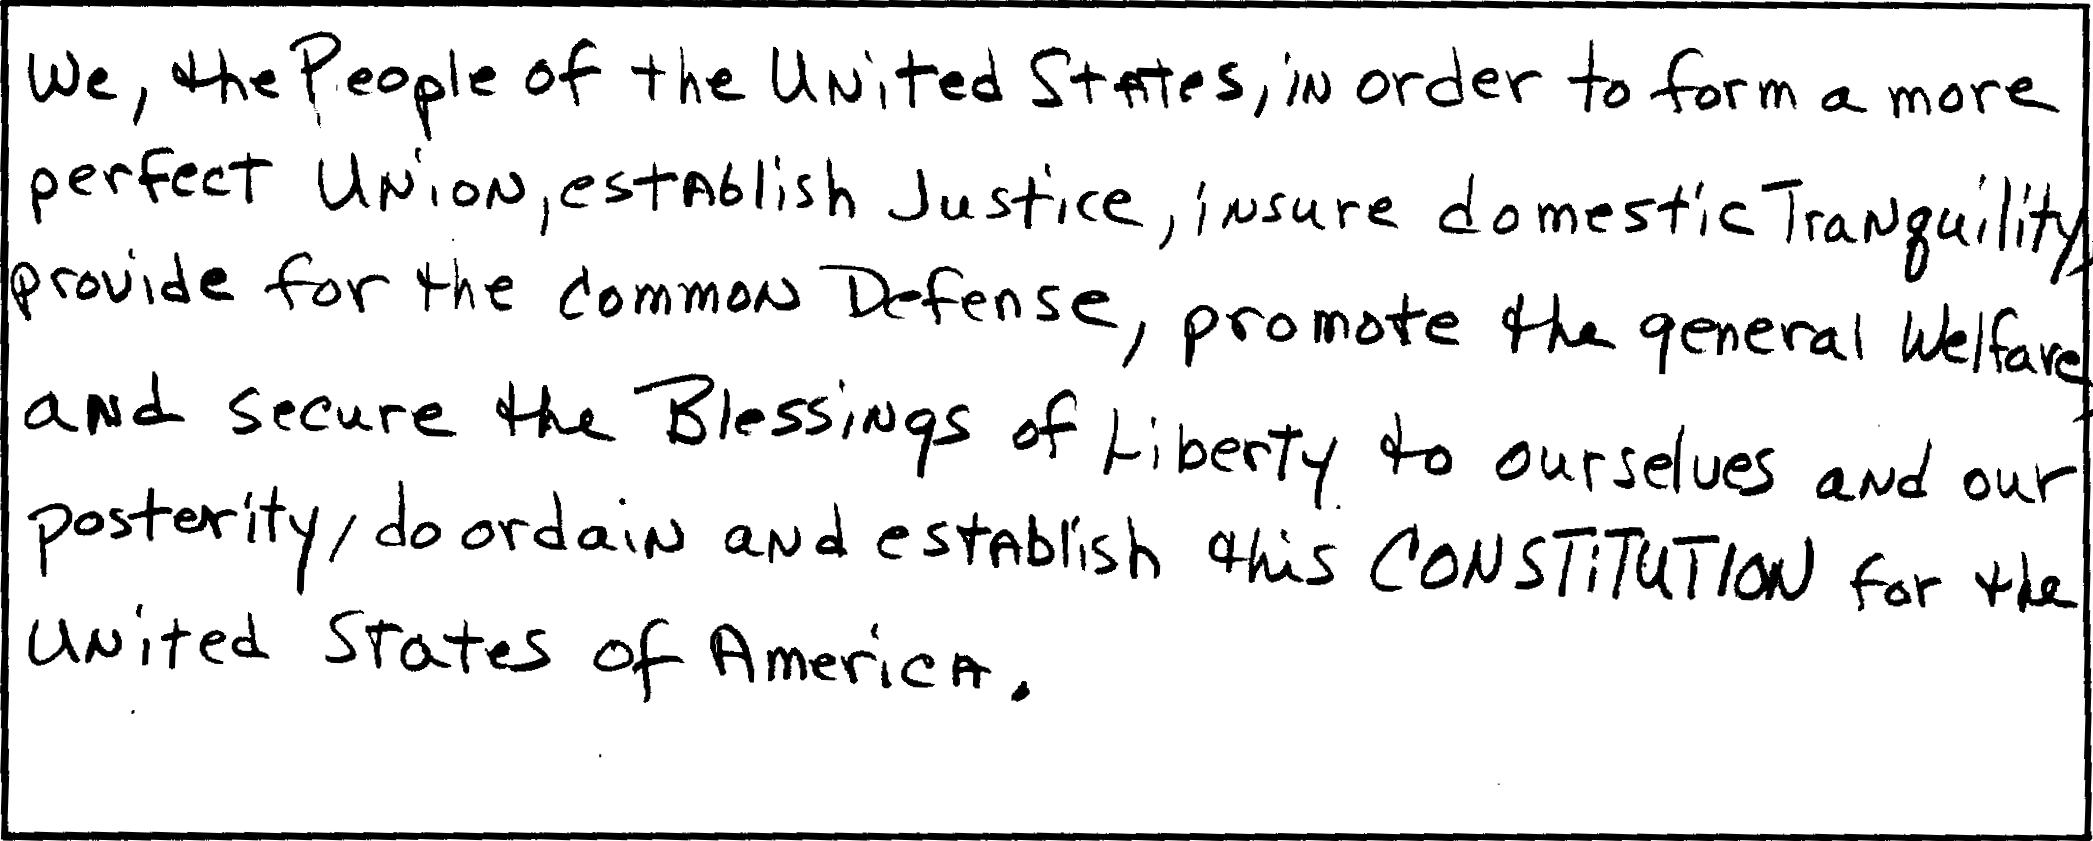 We, the People of the United States, in order to form a more
perfect Union, establish Justice, insure domestic Tranquility,
provide for the common Defense, promote the general Welfare,
and secure the Blessings of Liberty to ourselves and our
posterity, do ordain and establish this CONSTITUTION for the
United States of America.